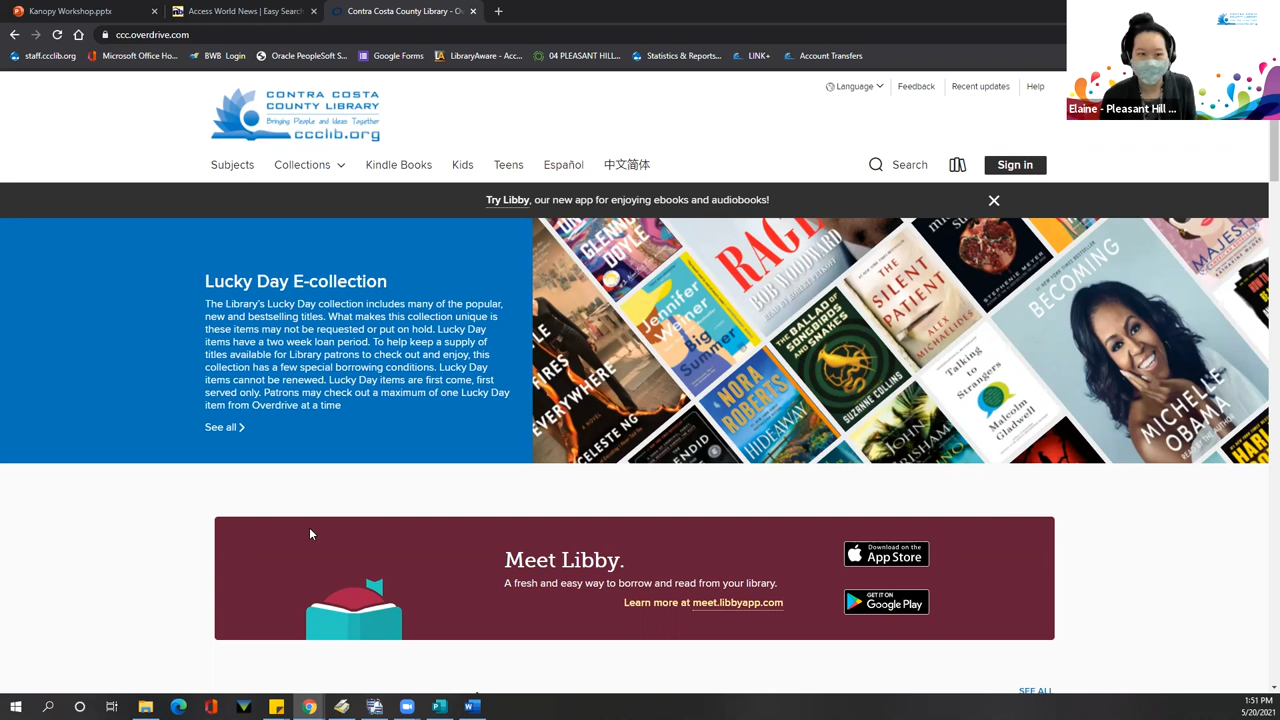 Kanopy Workshop.pptx
Access World News | Easy Search
Contra Costa County Library - Ov
ccc.overdrive.com
staff.ccclib.org
Microsoft Office Ho...
BWB Login
Oracle PeopleSoft S...
Google Forms
LibraryAware - Acc...
04 PLEASANT HILL...
Statistics & Reports...
LINK+
Account Transfers
Elaine - Pleasant Hill ...
CONTRA COSTA
COUNTY LIBRARY
Bringing People and Ideas Together
ccclib.org
Language
Feedback
Recent updates
Help
Subjects
Collections
Kindle Books
Kids
Teens
Español
中文简体
Search
Sign in
Try Libby, our new app for enjoying ebooks and audiobooks!
Lucky Day E-collection
The Library's Lucky Day collection includes many of the popular,
new and bestselling titles. What makes this collection unique is
these items may not be requested or put on hold. Lucky Day
items have a two week loan period. To help keep a supply of
titles available for Library patrons to check out and enjoy, this
collection has a few special borrowing conditions. Lucky Day
items cannot be renewed. Lucky Day items are first come, first
served only. Patrons may check out a maximum of one Lucky Day
item from Overdrive at a time
See all
GLENNON
DOYLE
RAGE
BOB WOODWARD
STEPHENIE MEYER
MAJESTY
Jennifer
Weiner
Big
Summer
THE
SILENT
PATIENT
ALEX
MICHAELIDES
BECOMING
MICHELLE
OBAMA
FIRES
EVERYWHERE
A NOVEL
CELESTE NG
THE BALLAD OF
SONGBIRDS
AND SNAKES
SUZANNE COLLINS
NORA
ROBERTS
HIDEAWAY
Talking
to
Strangers
Malcolm
Gladwell
JOHN
GRISHAM
Meet Libby.
A fresh and easy way to borrow and read from your library.
Learn more at meet.libbyapp.com
Download on the
App Store
GET IT ON
Google Play
SEE ALL
1:51 PM
5/20/2021